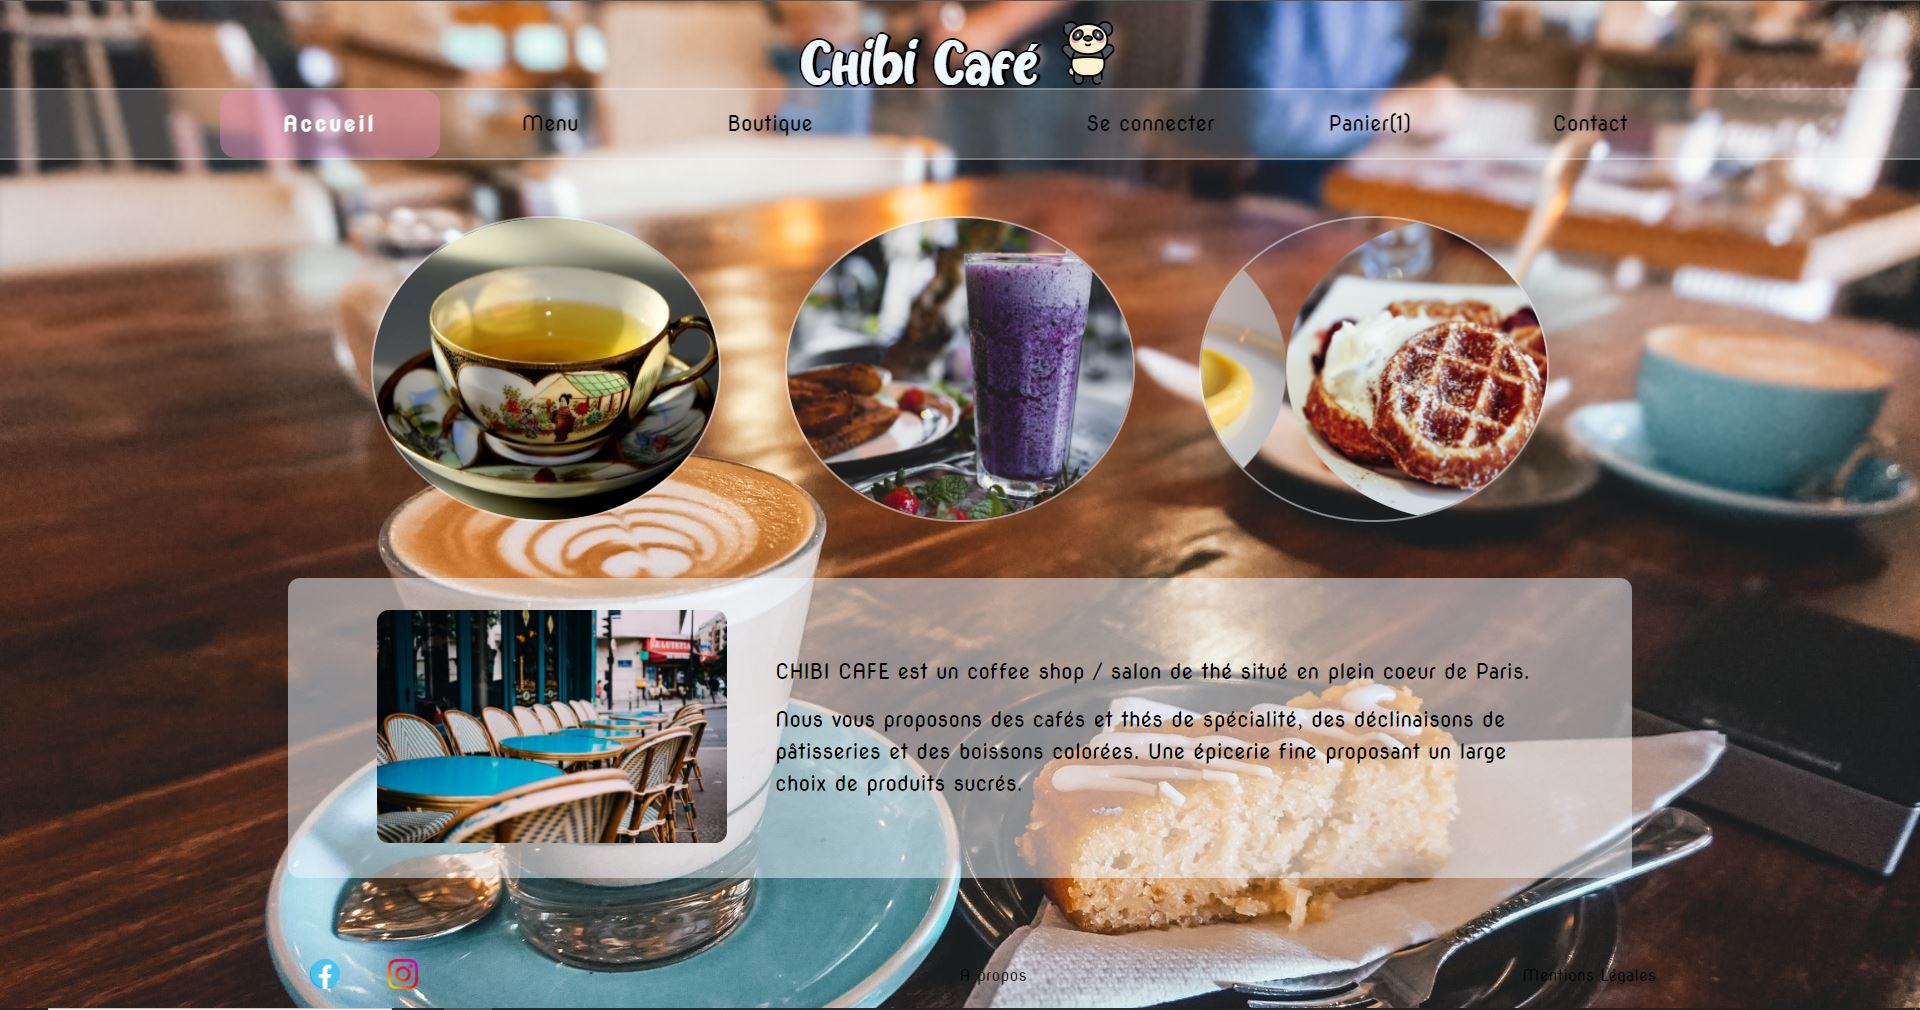 CHibi Café
Accueil Menu Boutique Se connecter Panier(1) Contact
CHIBI CAFE est un coffee shop / salon de thé situé en plein coeur de Paris.
Nous vous proposons des cafés et thés de spécialité, des déclinaisons de
pâtisseries et des boissons colorées. Une épicerie fine proposant un large
choix de produits sucrés.
A propos Mentions Légales